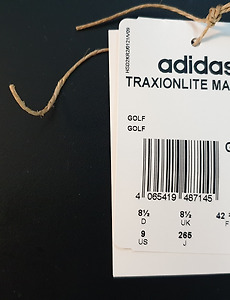 adidas
TRAXIONLITE MA
GOLF
GOLF
G
4 065419 487145
8½ 8½ 42
D UK F
9 265
US J